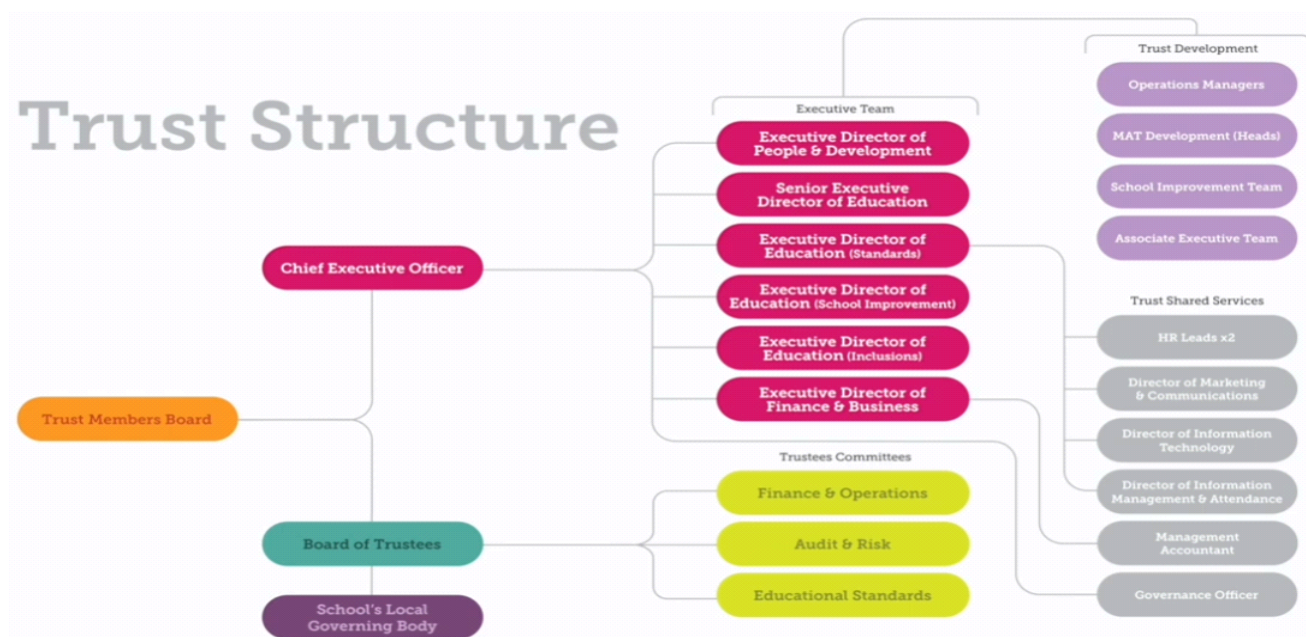 Trust Structure
Trust Members Board
Chief Executive Officer
Board of Trustees
School's Local
Governing Body
Executive Team
Executive Director of
People & Development
Senior Executive
Director of Education
Executive Director of
Education (Standards)
Executive Director of
Education (School Improvement)
Executive Director of
Education (Inclusions)
Executive Director of
Finance & Business
Trustees Committees
Finance & Operations
Audit & Risk
Educational Standards
Trust Development
Operations Managers
MAT Development (Heads)
School Improvement Team
Associate Executive Team
Trust Shared Services
HR Leads x2
Director of Marketing
& Communications
Director of Information
Technology
Director of Information
Management & Attendance
Management
Accountant
Governance Officer